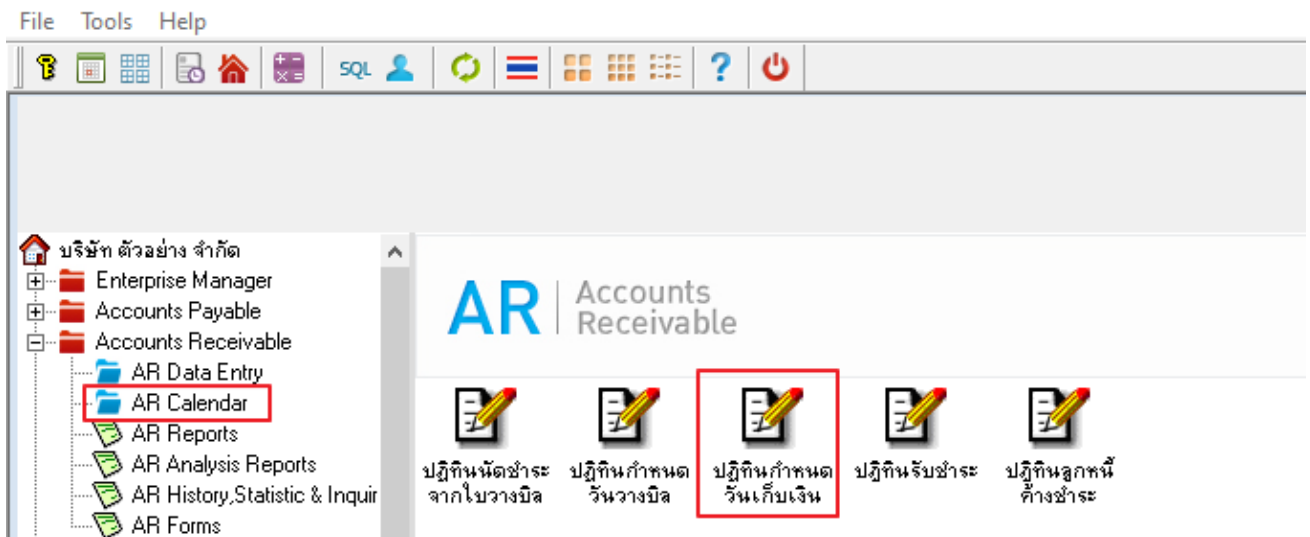 File Tools Help
SQL
?
บริษัท ตัวอย่าง จำกัด
Enterprise Manager
Accounts Payable
Accounts Receivable
AR Data Entry
AR Calendar
AR Reports
AR Analysis Reports
AR History,Statistic & Inquir
AR Forms
AR
Accounts
Receivable
ปฏิทินนัดชำระ
จากใบวางบิล
ปฏิทินกำหนด
วันวางบิล
ปฏิทินกำหนด
วันเก็บเงิน
ปฏิทินรับชำระ
ปฏิทินลูกหนี้
ค้างชำระ